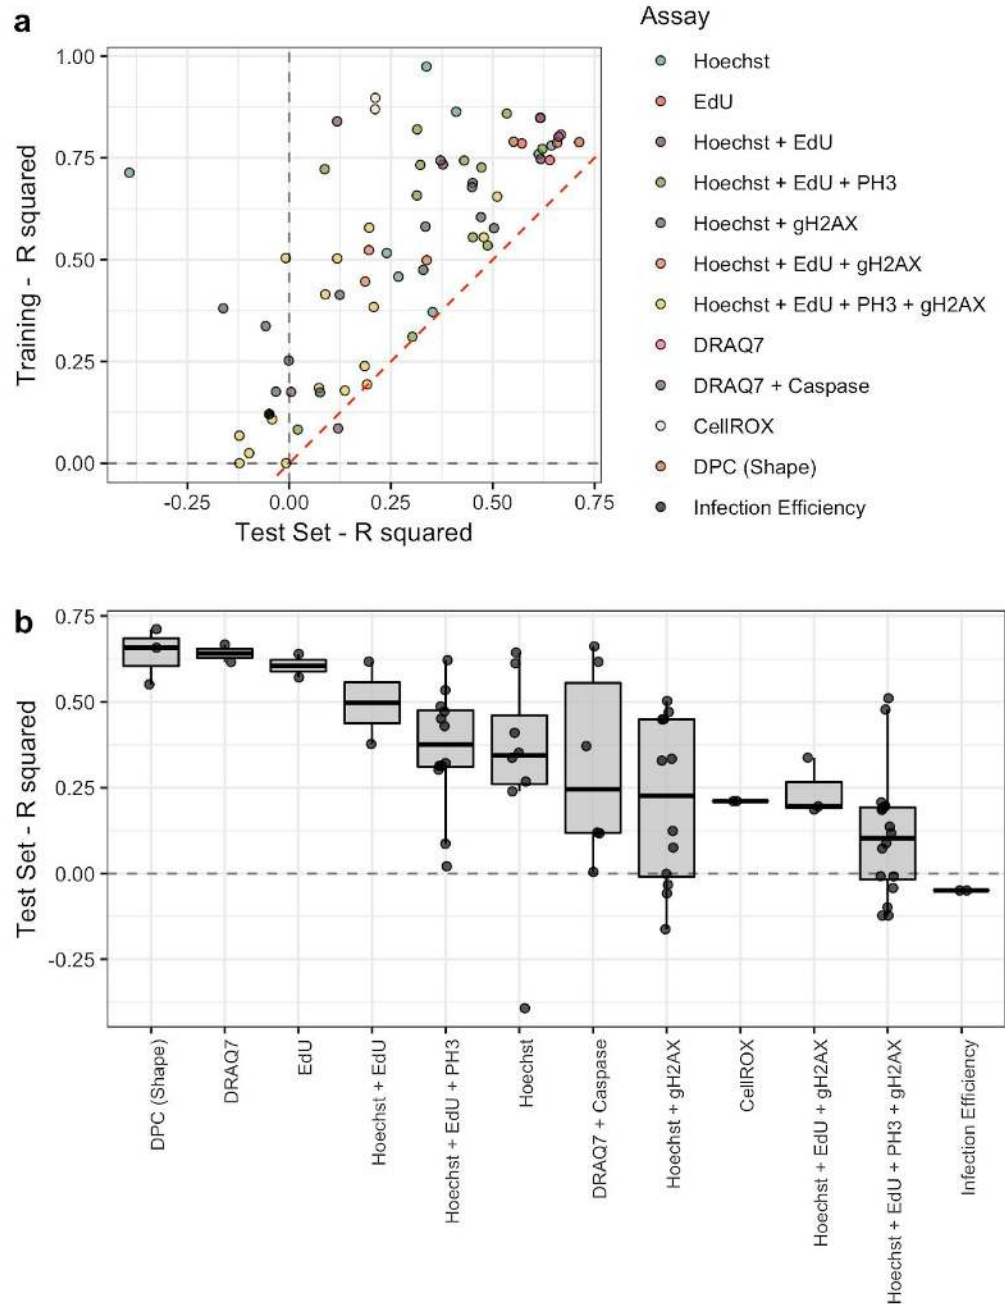 a
Assay
Hoechst
EdU
Hoechst + EdU
Hoechst + EdU + PH3
Hoechst + gH2AX
Hoechst + EdU + gH2AX
Hoechst + EdU + PH3 + gH2AX
DRAQ7
DRAQ7 + Caspase
CellROX
DPC (Shape)
Infection Efficiency
Training - R squared
1.00
0.75
0.50
0.25
0.00
-0.25 0.00 0.25 0.50 0.75
Test Set - R squared
b
Test Set - R squared
0.75
0.50
0.25
0.00
-0.25
DPC (Shape)
DRAQ7
EdU
Hoechst + EdU
Hoechst + EdU + PH3
Hoechst
DRAQ7 + Caspase
Hoechst + gH2AX
CellROX
Hoechst + EdU + gH2AX
Hoechst + EdU + PH3 + gH2AX
Infection Efficiency